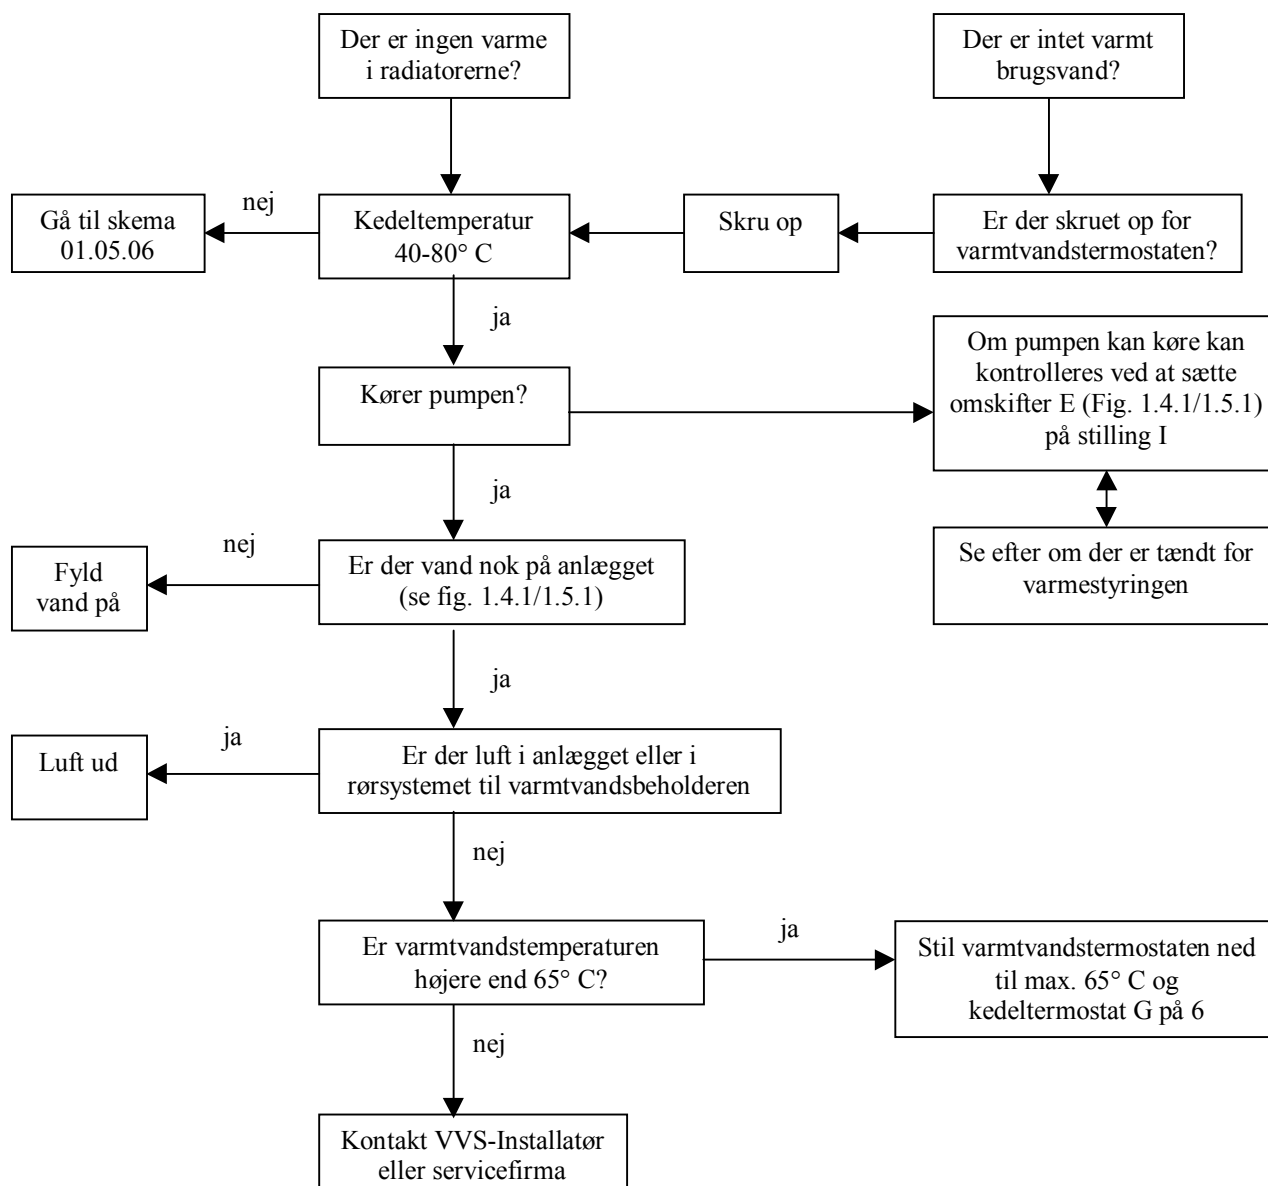 Der er ingen varme
i radiatorerne?
Der er intet varmt
brugsvand?
nej
Gå til skema
01.05.06
Kedeltemperatur
40-80° C
Skru op
Er der skruet op for
varmtvandstermostaten?
ja
Kører pumpen?
Om pumpen kan køre kan
kontrolleres ved at sætte
omskifter E (Fig. 1.4.1/1.5.1)
på stilling I
ja
Se efter om der er tændt for
varmestyringen
nej
Fyld
vand på
Er der vand nok på anlægget
(se fig. 1.4.1/1.5.1)
ja
ja
Luft ud
Er der luft i anlægget eller i
rørsystemet til varmtvandsbeholderen
nej
Er varmtvandstemperaturen
højere end 65° C?
ja
Stil varmtvandstermostaten ned
til max. 65° C og
kedeltermostat G på 6
nej
Kontakt VVS-Installatør
eller servicefirma